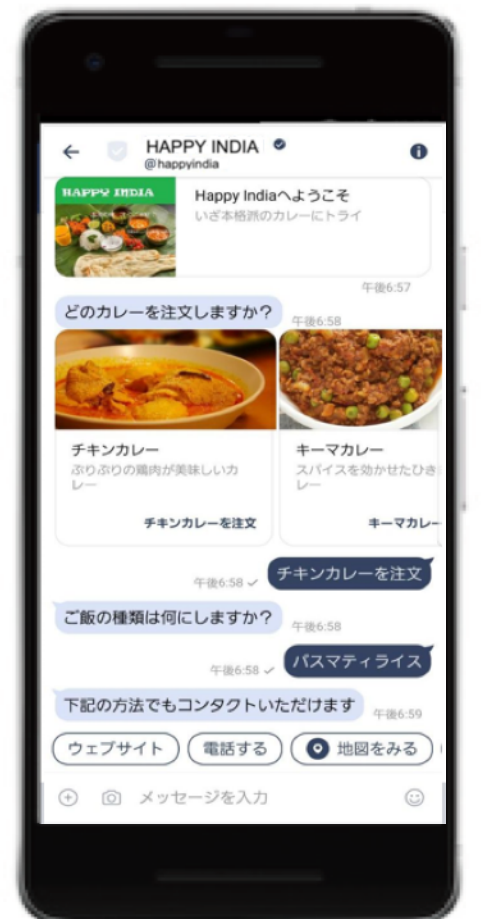 HAPPY INDIA
@happyindia
HAPPY INDIA
Happy Indiaへようこそ
いざ本格派のカレーにトライ
午後6:57
どのカレーを注文しますか？
午後6:58
チキンカレー
ぷりぷりの鶏肉が美味しいカ
レー
チキンカレーを注文
キーマカレー
スパイスを効かせたひき
レー
キーマカレー
チキンカレーを注文
午後6:58
ご飯の種類は何にしますか？
午後6:58
バスマティライス
午後6:58
下記の方法でもコンタクトいただけます
午後6:59
ウェブサイト
電話する
地図をみる
メッセージを入力